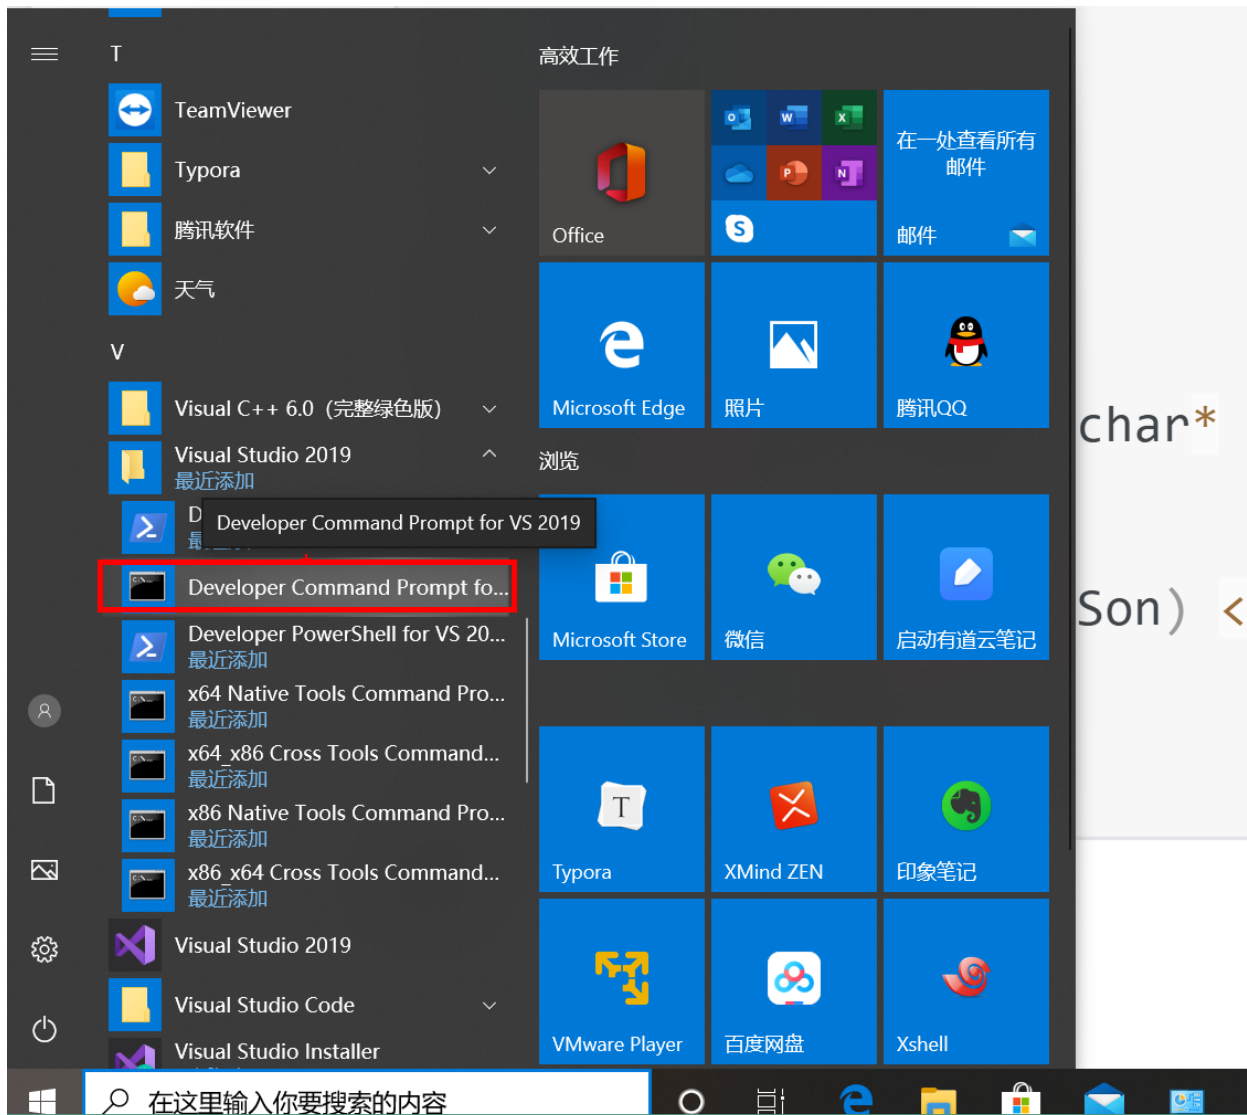 T
TeamViewer
Typora
腾讯软件
天气
V
Visual C++ 6.0（完整绿色版）
Visual Studio 2019
最近添加
D
Developer Command Prompt for VS 2019
Developer Command Prompt fo...
Developer PowerShell for VS 20...
最近添加
x64 Native Tools Command Pro...
最近添加
x64_x86 Cross Tools Command...
最近添加
x86 Native Tools Command Pro...
最近添加
x86_x64 Cross Tools Command...
最近添加
Visual Studio 2019
Visual Studio Code
Visual Studio Installer
在这里输入你要搜索的内容
高效工作
Office
在一处查看所有
邮件
邮件
Microsoft Edge
照片
腾讯QQ
浏览
Microsoft Store
微信
启动有道云笔记
Typora
XMind ZEN
印象笔记
VMware Player
百度网盘
Xshell
char*
Son) <